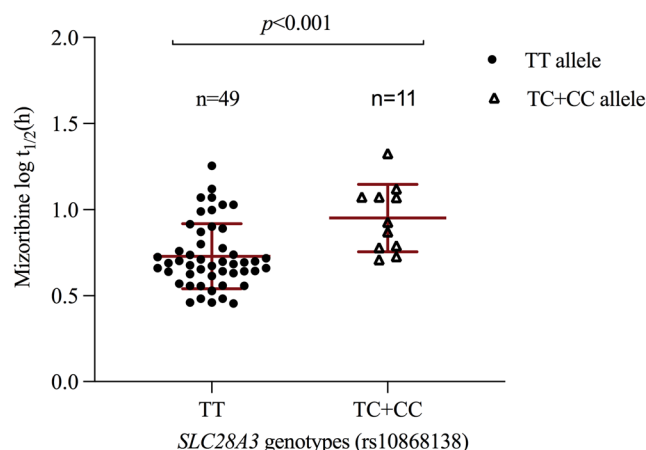 p<0.001
n=49
n=11
TT allele
TC+CC allele
Mizoribine log t1/2(h)
2.0
1.5
1.0
0.5
0.0
TT
TC+CC
SLC28A3 genotypes (rs10868138)